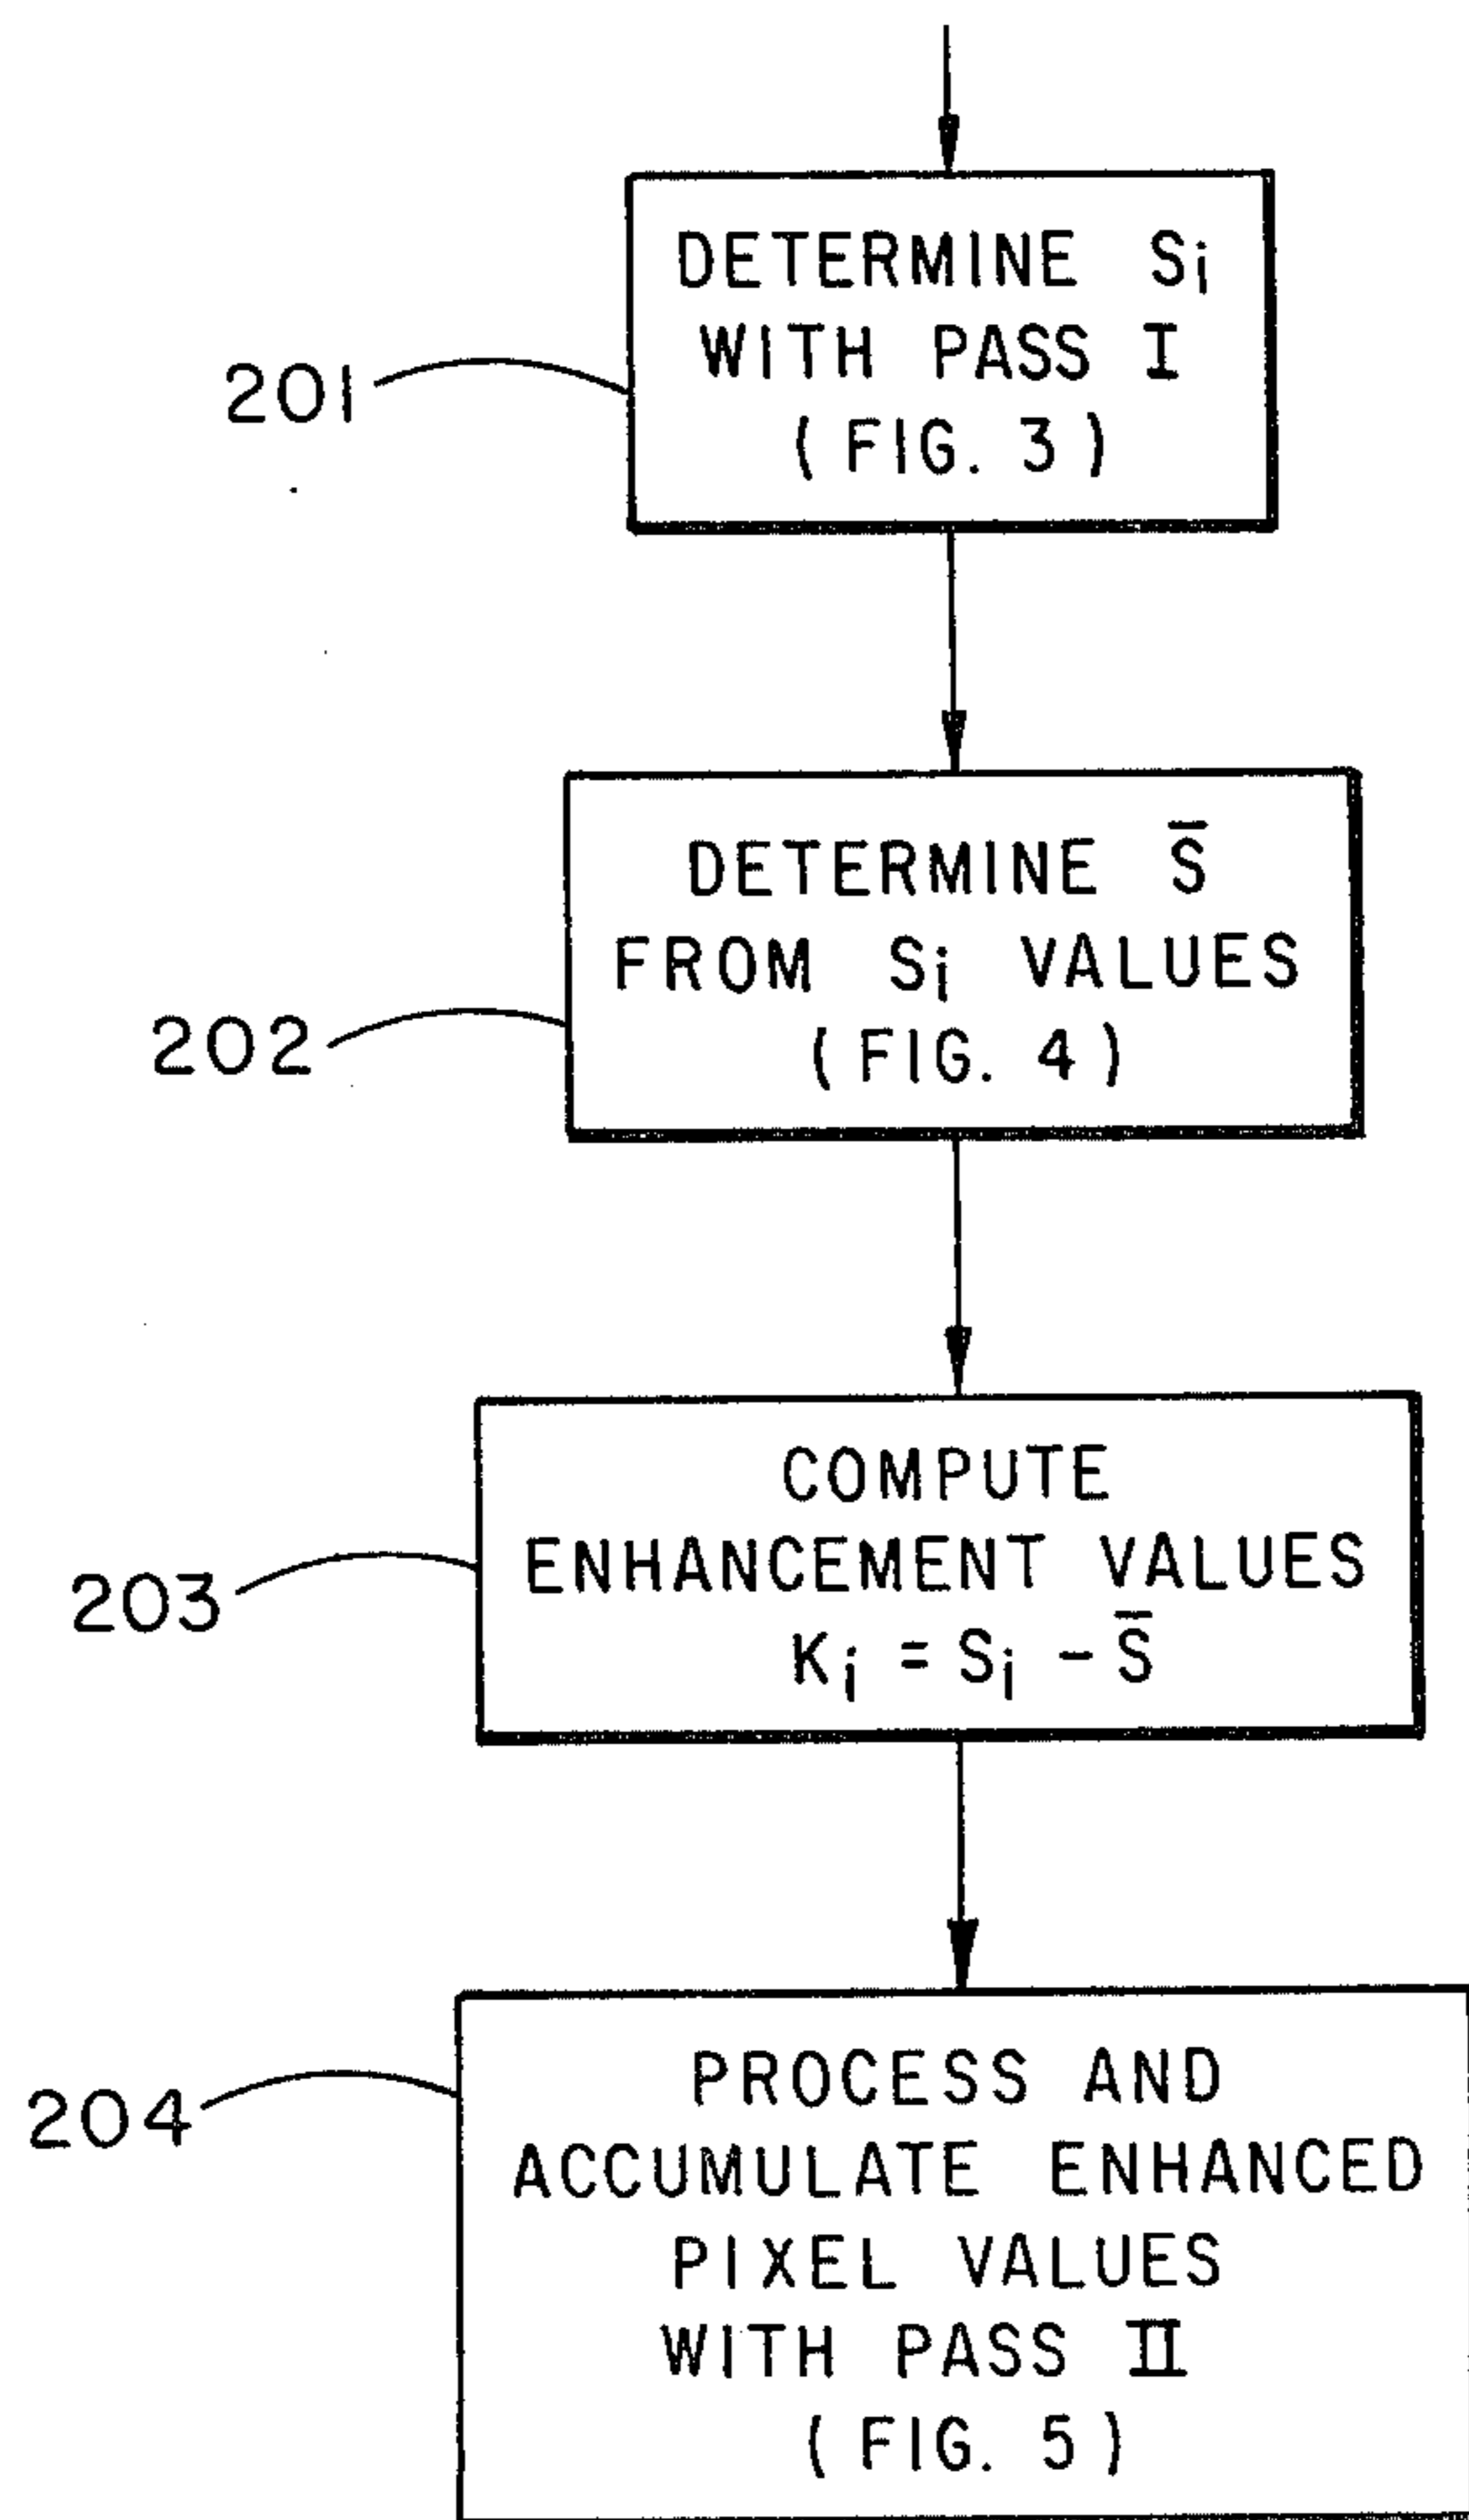 DETERMINE Si
WITH PASS I
(FIG. 3)
201
DETERMINE S̄
FROM Si VALUES
(FIG. 4)
202
COMPUTE
ENHANCEMENT VALUES
Ki = Si - S̄
203
PROCESS AND
ACCUMULATE ENHANCED
PIXEL VALUES
WITH PASS II
(FIG. 5)
204